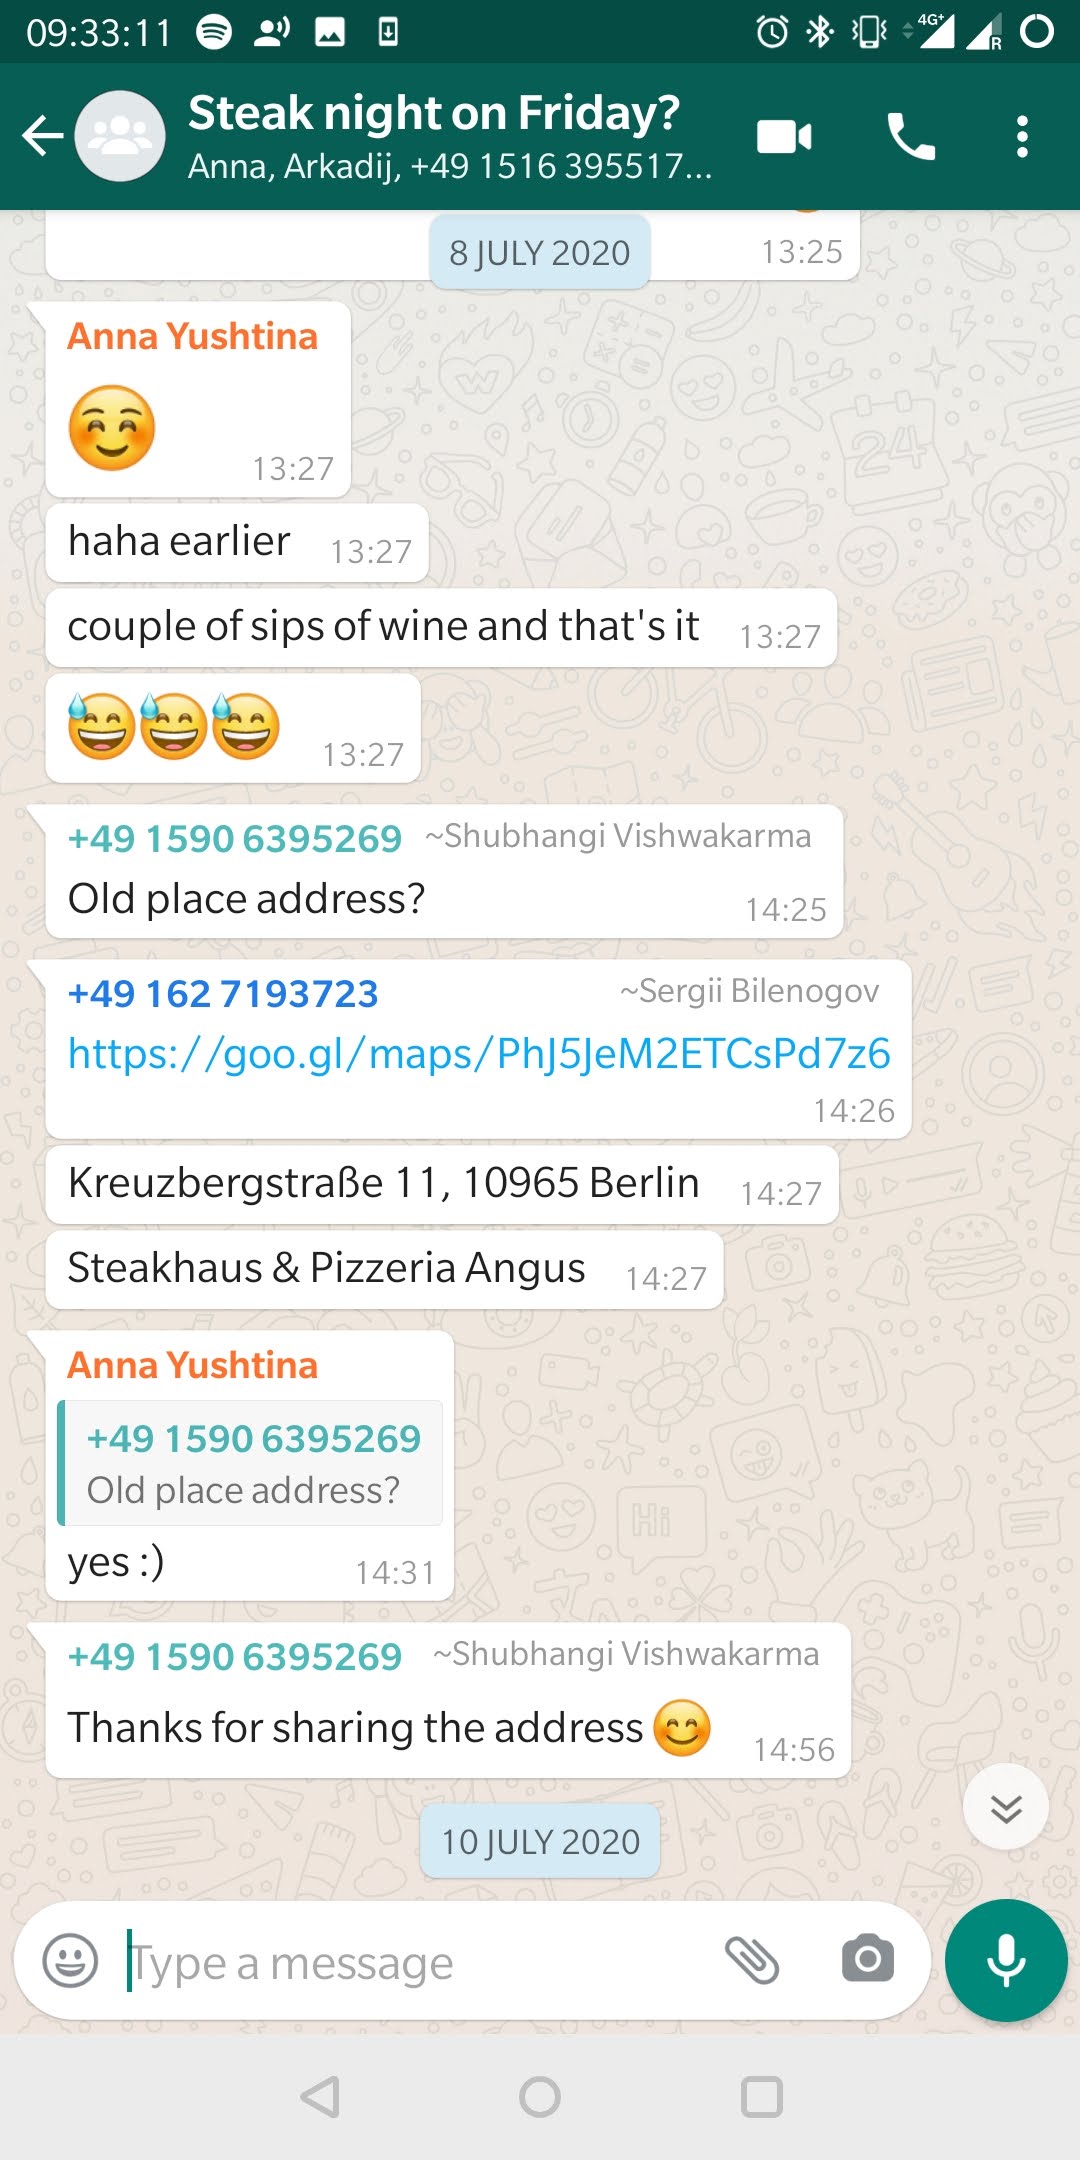 09:33:11
4G+
R
Steak night on Friday?
Anna, Arkadij, +49 1516 395517...
8 JULY 2020
13:25
Anna Yushtina
☺️
13:27
haha earlier 13:27
couple of sips of wine and that's it 13:27
😅😅😅 13:27
+49 1590 6395269 ~Shubhangi Vishwakarma
Old place address? 14:25
+49 162 7193723 ~Sergii Bilenogov
https://goo.gl/maps/PhJ5JeM2ETCsPd7z6
14:26
Kreuzbergstraße 11, 10965 Berlin 14:27
Steakhaus & Pizzeria Angus 14:27
Anna Yushtina
+49 1590 6395269
Old place address?
yes :) 14:31
+49 1590 6395269 ~Shubhangi Vishwakarma
Thanks for sharing the address 😊 14:56
10 JULY 2020
Type a message